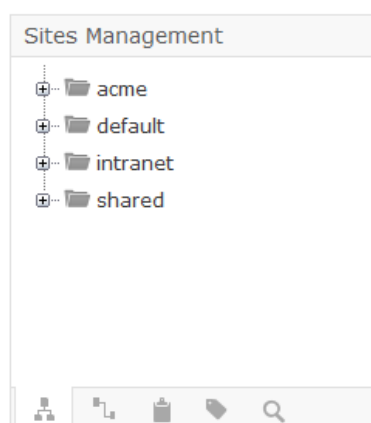 Sites Management
acme
default
intranet
shared